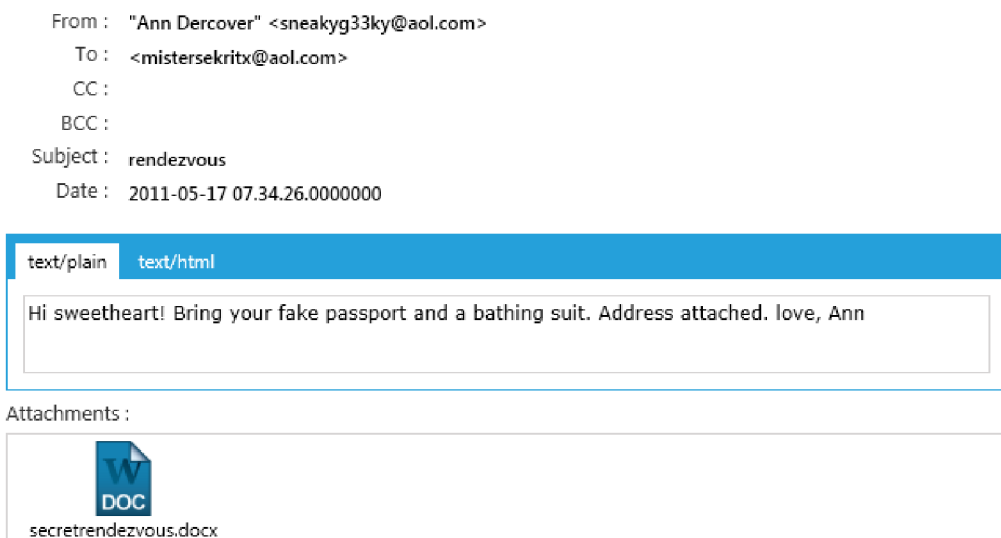 From : "Ann Dercover" <sneakyg33ky@aol.com>
To : <mistersekritx@aol.com>
CC :
BCC :
Subject : rendezvous
Date : 2011-05-17 07.34.26.0000000
text/plain text/html
Hi sweetheart! Bring your fake passport and a bathing suit. Address attached. love, Ann
Attachments :
W
DOC
secretrendezvous.docx